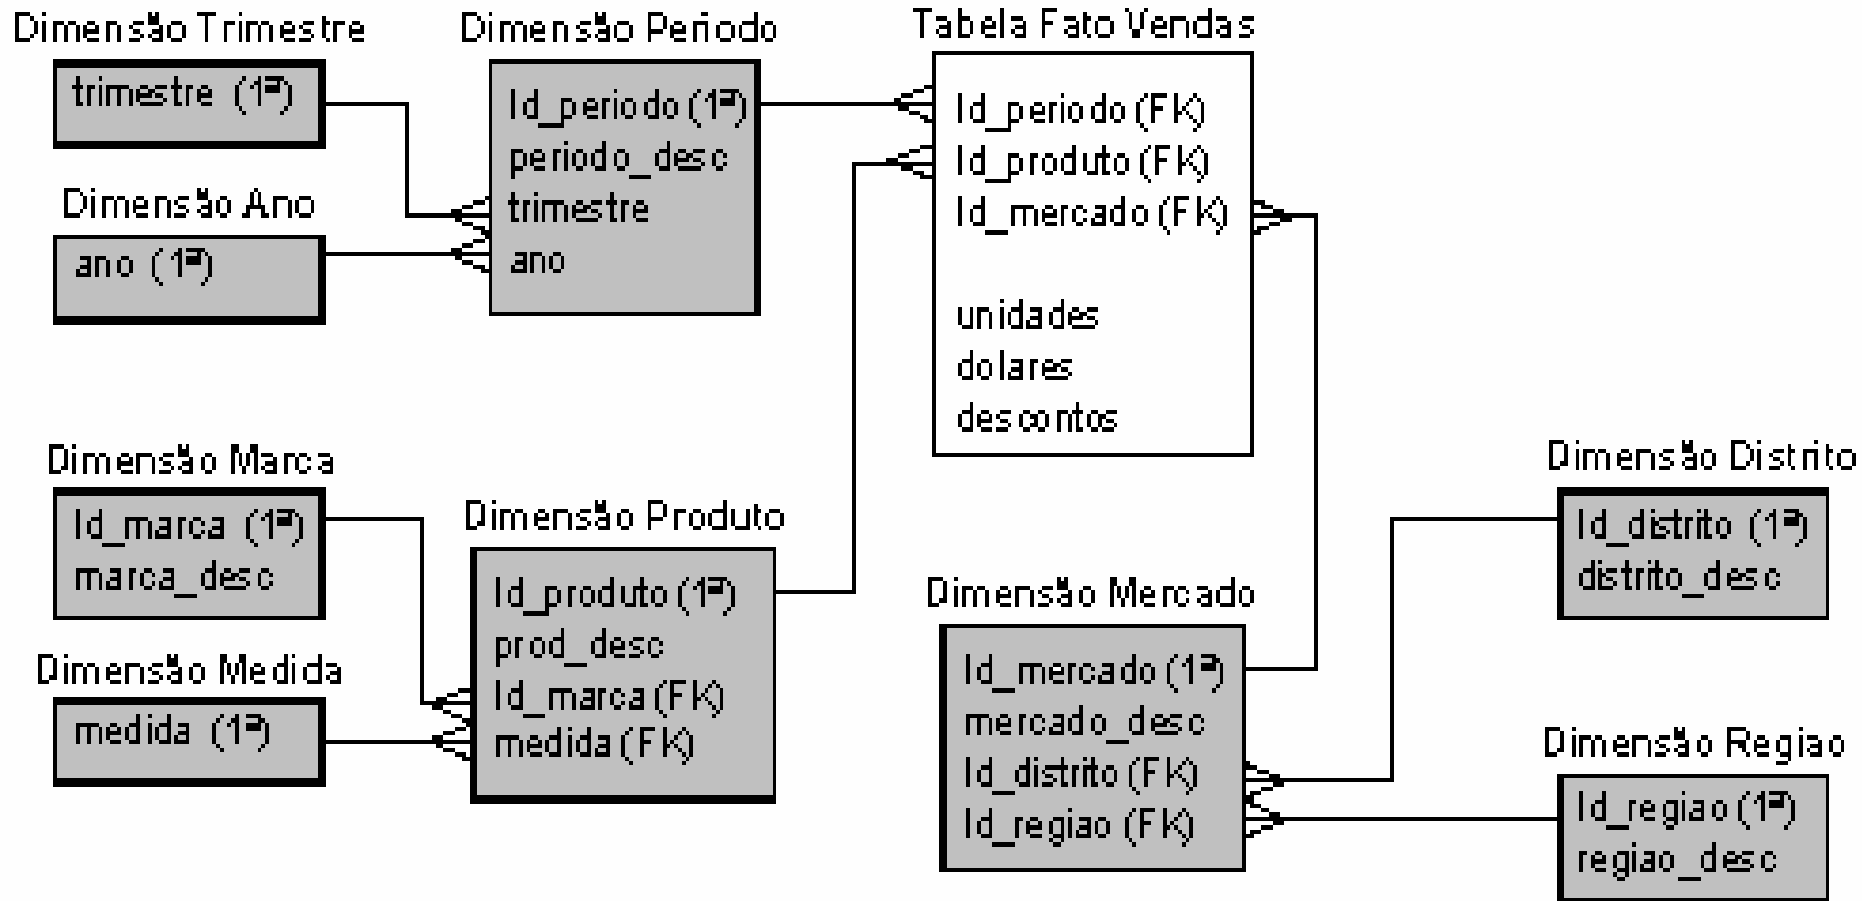 Dimensão Trimestre
trimestre (1ª)
Dimensão Ano
ano (1ª)
Dimensão Periodo
Id_periodo (1ª)
periodo_desc
trimestre
ano
Tabela Fato Vendas
Id_periodo (FK)
Id_produto (FK)
Id_mercado (FK)
unidades
dolares
descontos
Dimensão Marca
Id_marca (1ª)
marca_desc
Dimensão Medida
medida (1ª)
Dimensão Produto
Id_produto (1ª)
prod_desc
Id_marca (FK)
medida (FK)
Dimensão Mercado
Id_mercado (1ª)
mercado_desc
Id_distrito (FK)
Id_regiao (FK)
Dimensão Distrito
Id_distrito (1ª)
distrito_desc
Dimensão Regiao
Id_regiao (1ª)
regiao_desc